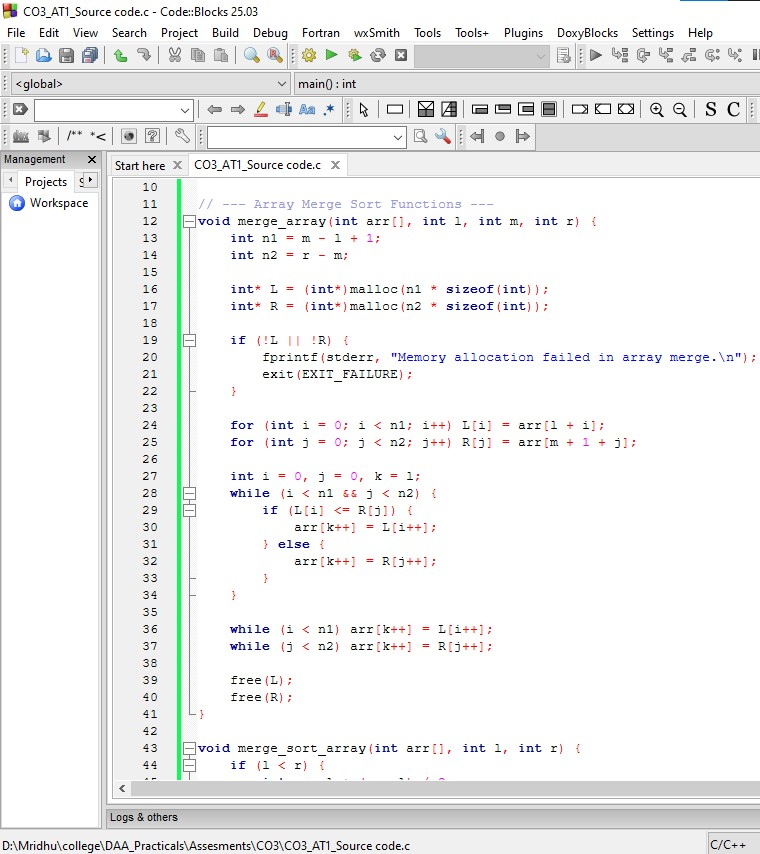 CO3_AT1_Source code.c - Code::Blocks 25.03
File Edit View Search Project Build Debug Fortran wxSmith Tools Tools+ Plugins DoxyBlocks Settings Help
<global> main() : int
Aa .* S C
/** *<
Management X
Projects S
Workspace
Start here X CO3_AT1_Source code.c X
10
11 // --- Array Merge Sort Functions ---
12 void merge_array(int arr[], int l, int m, int r) {
13 int n1 = m - l + 1;
14 int n2 = r - m;
15
16 int* L = (int*)malloc(n1 * sizeof(int));
17 int* R = (int*)malloc(n2 * sizeof(int));
18
19 if (!L || !R) {
20 fprintf(stderr, "Memory allocation failed in array merge.\n");
21 exit(EXIT_FAILURE);
22 }
23
24 for (int i = 0; i < n1; i++) L[i] = arr[l + i];
25 for (int j = 0; j < n2; j++) R[j] = arr[m + 1 + j];
26
27 int i = 0, j = 0, k = l;
28 while (i < n1 && j < n2) {
29 if (L[i] <= R[j]) {
30 arr[k++] = L[i++];
31 } else {
32 arr[k++] = R[j++];
33 }
34 }
35
36 while (i < n1) arr[k++] = L[i++];
37 while (j < n2) arr[k++] = R[j++];
38
39 free(L);
40 free(R);
41 }
42
43 void merge_sort_array(int arr[], int l, int r) {
44 if (l < r) {
Logs & others
D:\Mridhu\college\DAA_Practicals\Assesments\CO3\CO3_AT1_Source code.c C/C++